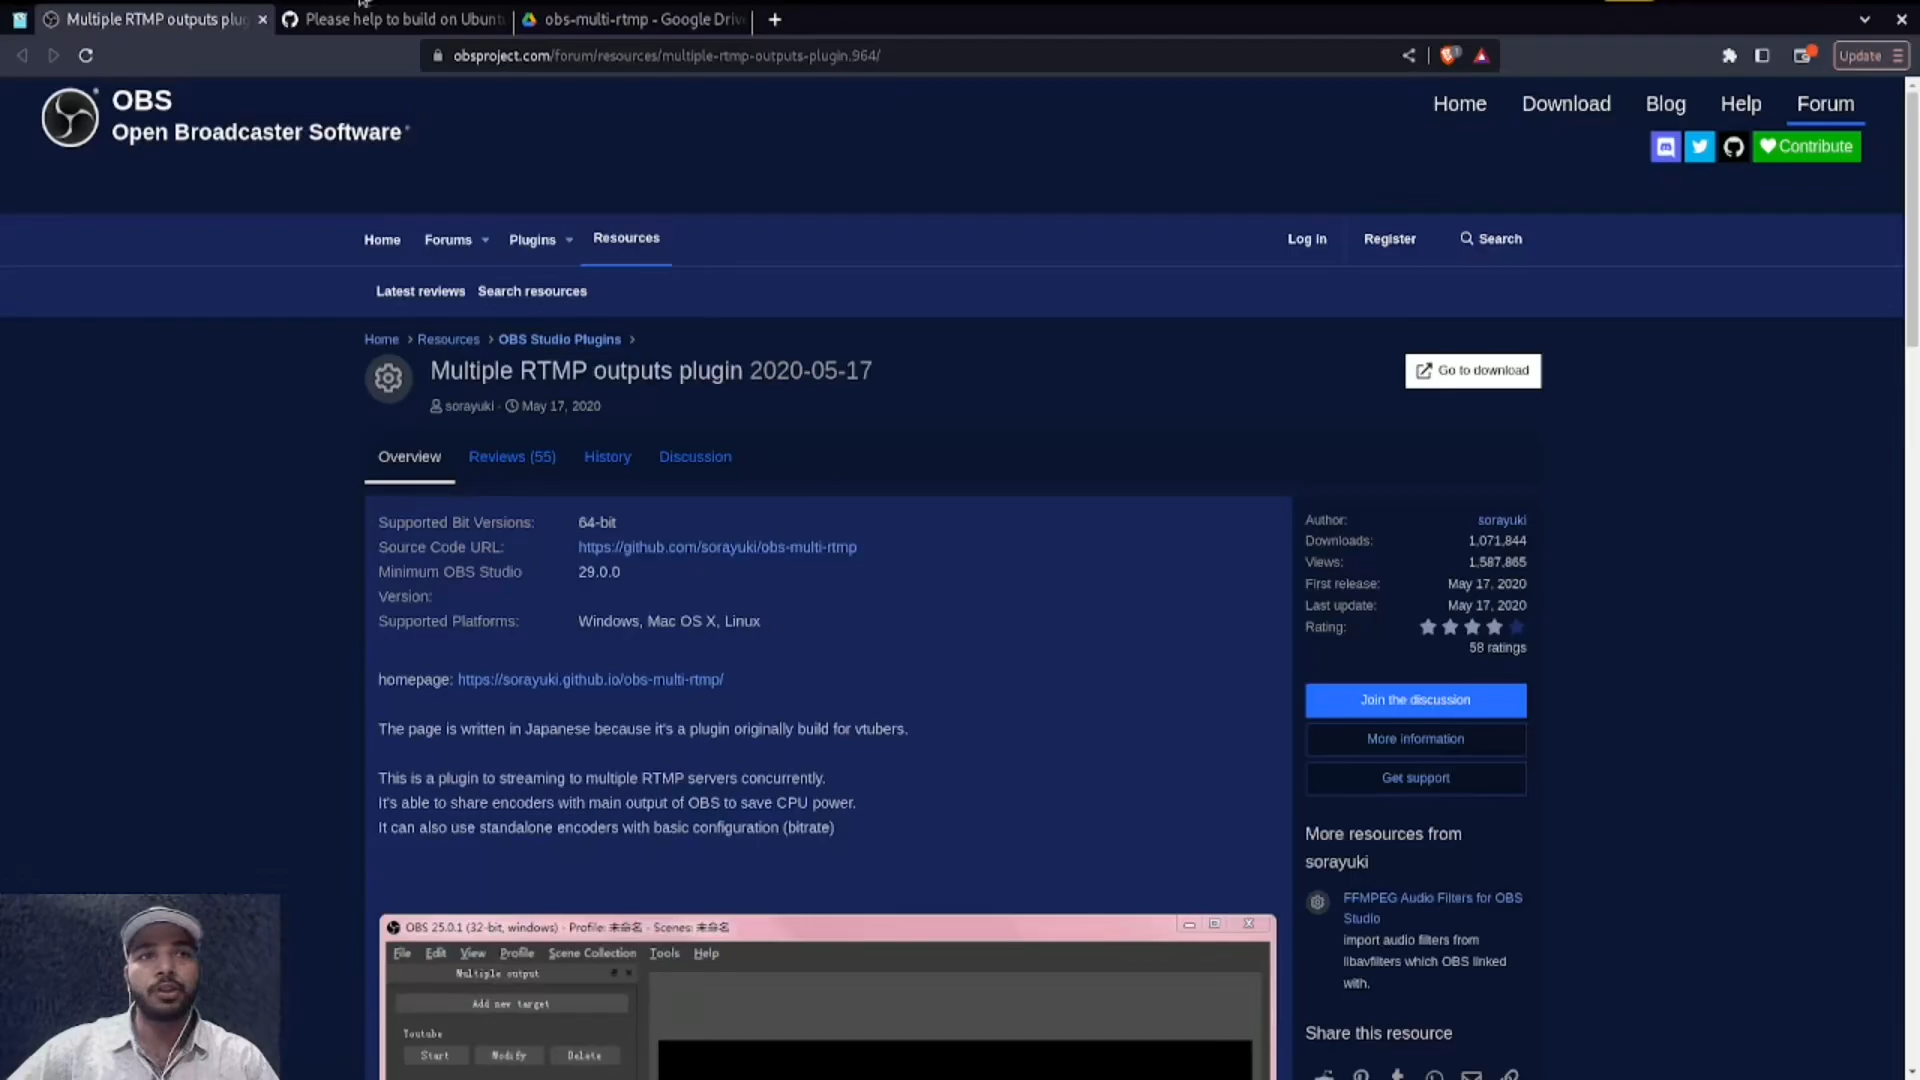 Multiple RTMP outputs plug
Please help to build on Ubunt
obs-multi-rtmp - Google Driv
obsproject.com/forum/resources/multiple-rtmp-outputs-plugin.964/
Update
OBS
Open Broadcaster Software
Home
Download
Blog
Help
Forum
Contribute
Home
Forums
Plugins
Resources
Log in
Register
Search
Latest reviews
Search resources
Home
Resources
OBS Studio Plugins
Multiple RTMP outputs plugin 2020-05-17
Go to download
sorayuki · May 17, 2020
Overview
Reviews (55)
History
Discussion
Supported Bit Versions: 64-bit
Source Code URL: https://github.com/sorayuki/obs-multi-rtmp
Minimum OBS Studio 29.0.0
Version:
Supported Platforms: Windows, Mac OS X, Linux
homepage: https://sorayuki.github.io/obs-multi-rtmp/
The page is written in Japanese because it's a plugin originally build for vtubers.
This is a plugin to streaming to multiple RTMP servers concurrently.
It's able to share encoders with main output of OBS to save CPU power.
It can also use standalone encoders with basic configuration (bitrate)
Author: sorayuki
Downloads: 1,071,844
Views: 1,587,865
First release: May 17, 2020
Last update: May 17, 2020
Rating:
58 ratings
Join the discussion
More information
Get support
More resources from
sorayuki
FFMPEG Audio Filters for OBS
Studio
import audio filters from
libavfilters which OBS linked
with.
Share this resource
OBS 25.0.1 (32-bit, windows) - Profile: 未命名 - Scenes: 未命名
File Edit View Profile Scene Collection Tools Help
Multiple output
Add new target
Youtube
Start Modify Delete